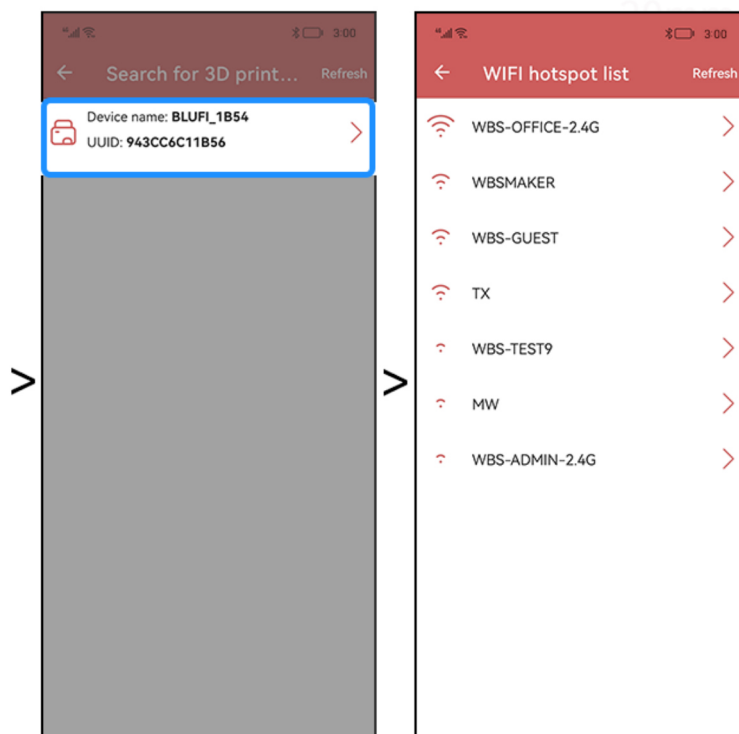 3:00
Search for 3D print... Refresh
Device name: BLUFI_1B54
UUID: 943CC6C11B56
>
>
3:00
WIFI hotspot list Refresh
WBS-OFFICE-2.4G
WBSMAKER
WBS-GUEST
TX
WBS-TEST9
MW
WBS-ADMIN-2.4G